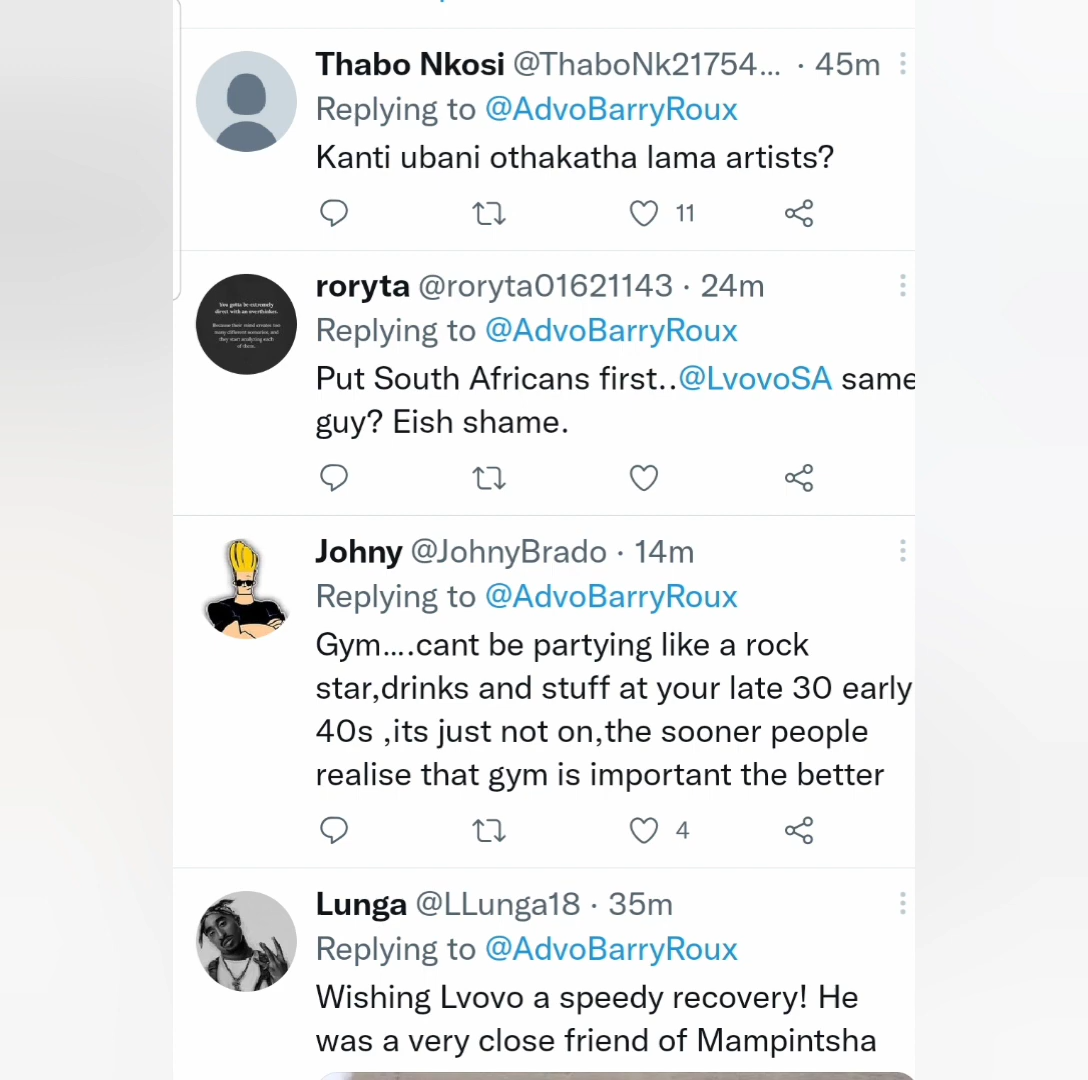 Thabo Nkosi @ThaboNk21754... · 45m
Replying to @AdvoBarryRoux
Kanti ubani othakatha lama artists?
11
roryta @roryta01621143 · 24m
Replying to @AdvoBarryRoux
Put South Africans first..@LvovoSA same
guy? Eish shame.
Johny @JohnyBrado · 14m
Replying to @AdvoBarryRoux
Gym....cant be partying like a rock
star,drinks and stuff at your late 30 early
40s ,its just not on,the sooner people
realise that gym is important the better
4
Lunga @LLunga18 · 35m
Replying to @AdvoBarryRoux
Wishing Lvovo a speedy recovery! He
was a very close friend of Mampintsha